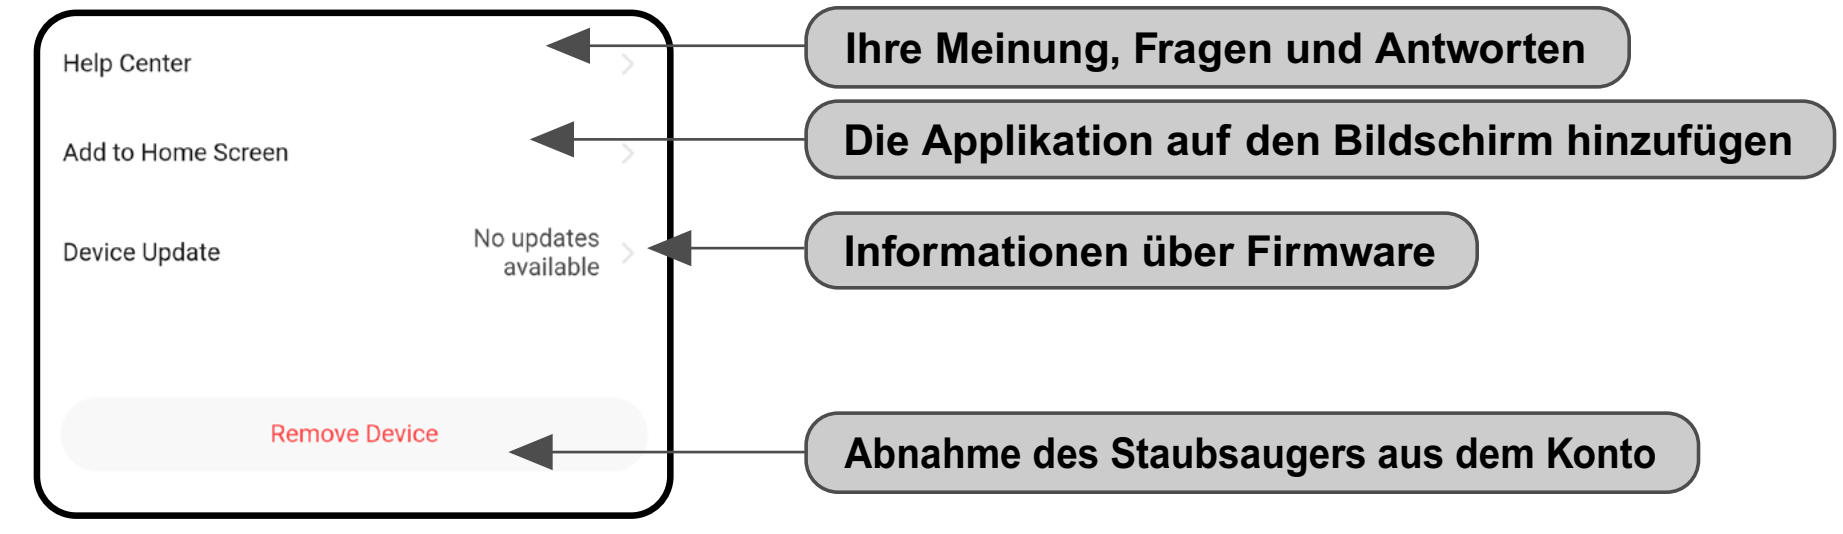 Help Center
Ihre Meinung, Fragen und Antworten
Add to Home Screen
Die Applikation auf den Bildschirm hinzufügen
Device Update
No updates
available
Informationen über Firmware
Remove Device
Abnahme des Staubsaugers aus dem Konto